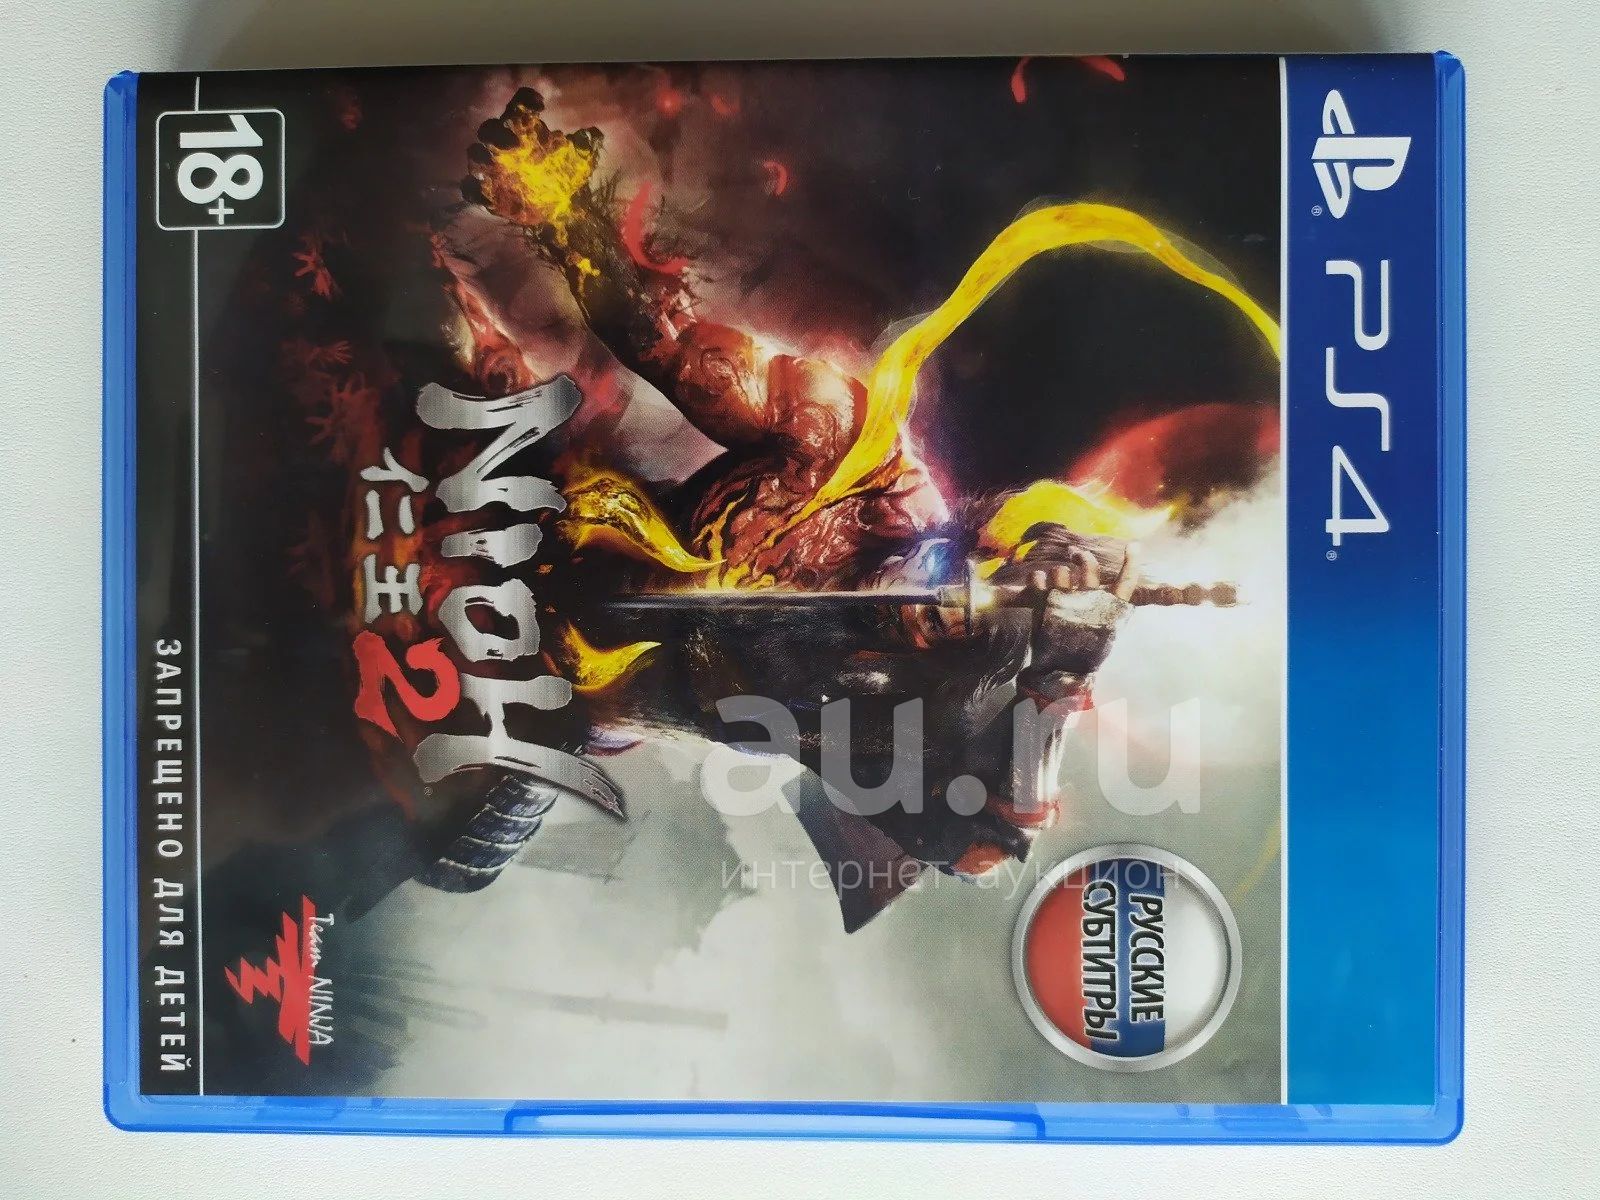 PS4
РУССКИЕ
СУБТИТРЫ
NIOH
仁王2
Team NINJA
18+
ЗАПРЕЩЕНО ДЛЯ ДЕТЕЙ
au.ru
интернет-аукцион